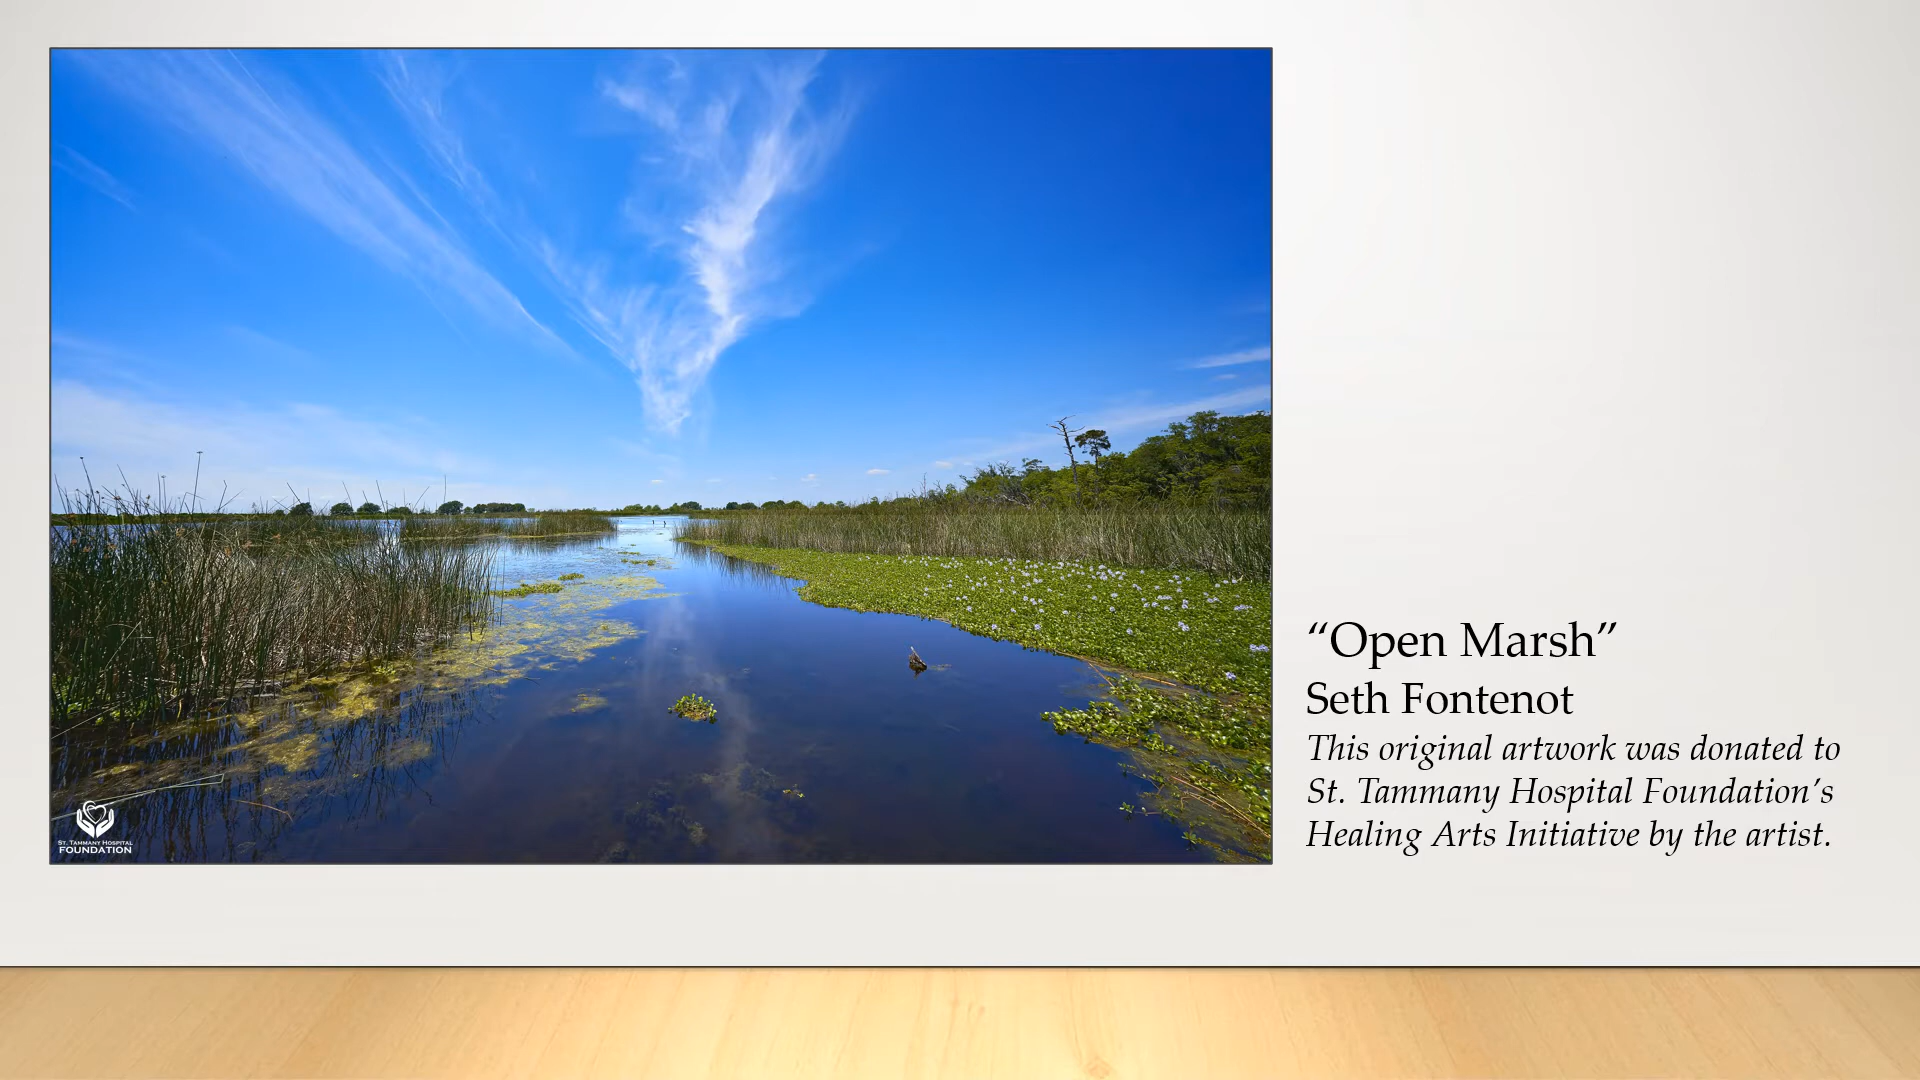 “Open Marsh”
Seth Fontenot
This original artwork was donated to
St. Tammany Hospital Foundation’s
Healing Arts Initiative by the artist.
St. Tammany Hospital
FOUNDATION